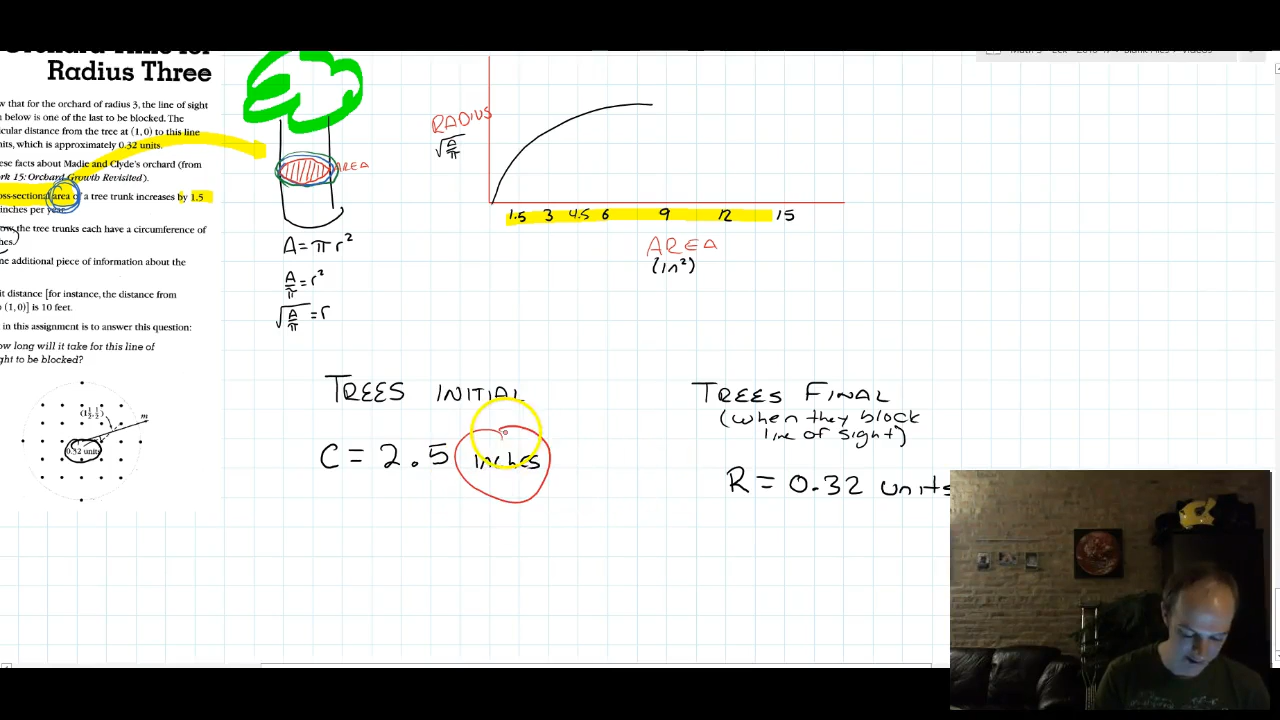 Radius Three
w that for the orchard of radius 3, the line of sight
n below is one of the last to be blocked. The
icular distance from the tree at (1, 0) to this line
nits, which is approximately 0.32 units.
ese facts about Madie and Clyde's orchard (from
rk 15: Orchard Growth Revisited).
oss-sectional area of a tree trunk increases by 1.5
inches per year.
ow the tree trunks each have a circumference of
hes.
ne additional piece of information about the
it distance [for instance, the distance from
o (1, 0)] is 10 feet.
in this assignment is to answer this question:
ow long will it take for this line of
ght to be blocked?
m
0.32 units
AREA
A = πr²
A/π = r²
√(A/π) = r
RADIUS
√(A/π)
1.5 3 4.5 6 9 12 15
AREA
(in²)
TREES INITIAL
C = 2.5 inches
TREES FINAL
(when they block
line of sight)
R = 0.32 units